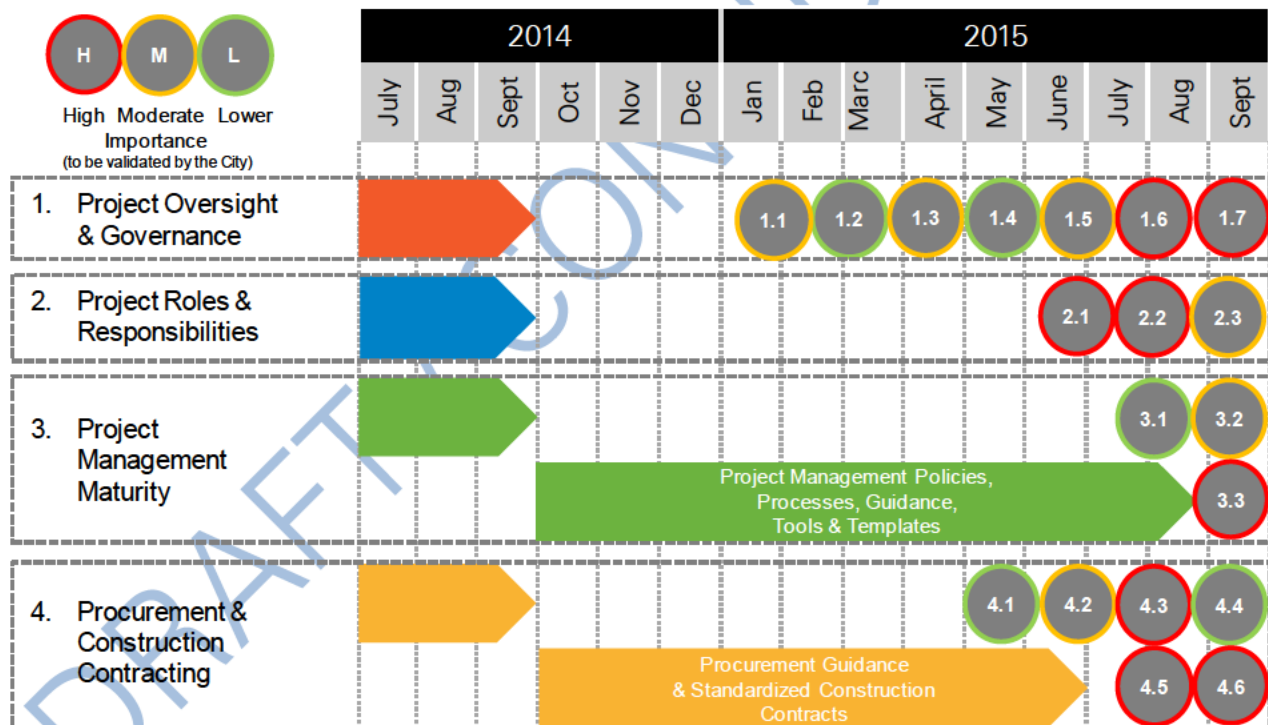 H M L
High Moderate Lower
Importance
(to be validated by the City)
2014 2015
July Aug Sept Oct Nov Dec Jan Feb Marc April May June July Aug Sept
1. Project Oversight
& Governance
1.1 1.2 1.3 1.4 1.5 1.6 1.7
2. Project Roles &
Responsibilities
2.1 2.2 2.3
3. Project
Management
Maturity
3.1 3.2
Project Management Policies,
Processes, Guidance,
Tools & Templates
3.3
4. Procurement &
Construction
Contracting
4.1 4.2 4.3 4.4
Procurement Guidance
& Standardized Construction
Contracts
4.5 4.6
DRAFT